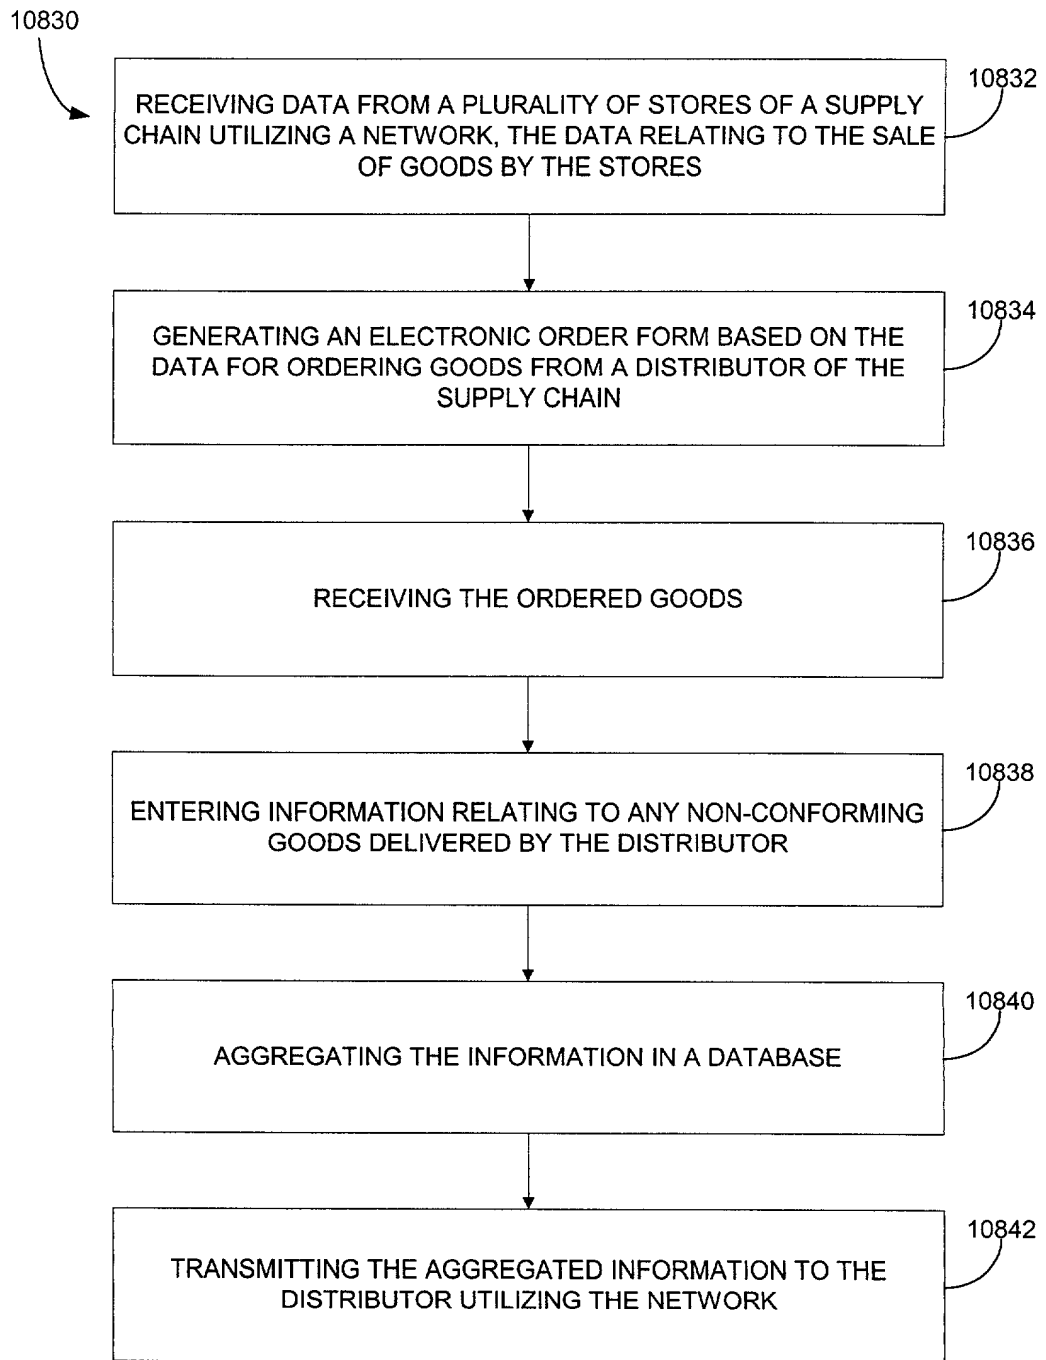 10830
10832
RECEIVING DATA FROM A PLURALITY OF STORES OF A SUPPLY
CHAIN UTILIZING A NETWORK, THE DATA RELATING TO THE SALE
OF GOODS BY THE STORES
10834
GENERATING AN ELECTRONIC ORDER FORM BASED ON THE
DATA FOR ORDERING GOODS FROM A DISTRIBUTOR OF THE
SUPPLY CHAIN
10836
RECEIVING THE ORDERED GOODS
10838
ENTERING INFORMATION RELATING TO ANY NON-CONFORMING
GOODS DELIVERED BY THE DISTRIBUTOR
10840
AGGREGATING THE INFORMATION IN A DATABASE
10842
TRANSMITTING THE AGGREGATED INFORMATION TO THE
DISTRIBUTOR UTILIZING THE NETWORK